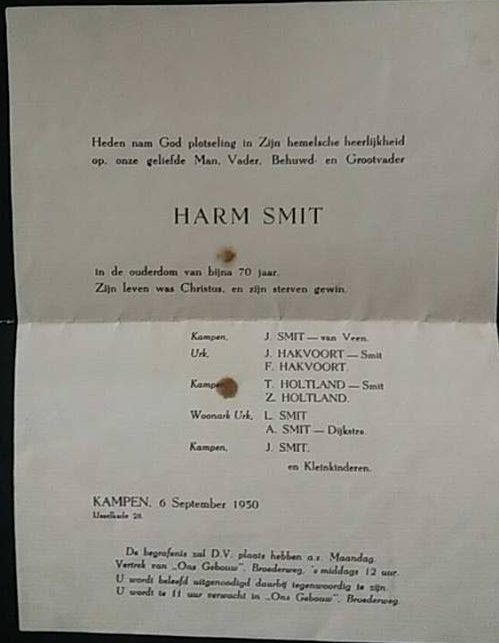 Heden nam God plotseling in Zijn hemelsche heerlijkheid
op, onze geliefde Man, Vader, Behuwd- en Grootvader
HARM SMIT
in de ouderdom van bijna 70 jaar.
Zijn leven was Christus, en zijn sterven gewin.
Kampen, J. SMIT — van Veen.
Urk, J. HAKVOORT — Smit
F. HAKVOORT.
Kampen, T. HOLTLAND — Smit
Z. HOLTLAND.
Woonark Urk, L. SMIT
A. SMIT — Dijkstra.
Kampen, J. SMIT.
en Kleinkinderen.
KAMPEN, 6 September 1950
IJsselkade 28.
De begrafenis zal D.V. plaats hebben a.s. Maandag.
Vertrek van „Ons Gebouw”, Broederweg, 's middags 12 uur.
U wordt beleefd uitgenodigd daarbij tegenwoordig te zijn.
U wordt te 11 uur verwacht in „Ons Gebouw”, Broederweg.